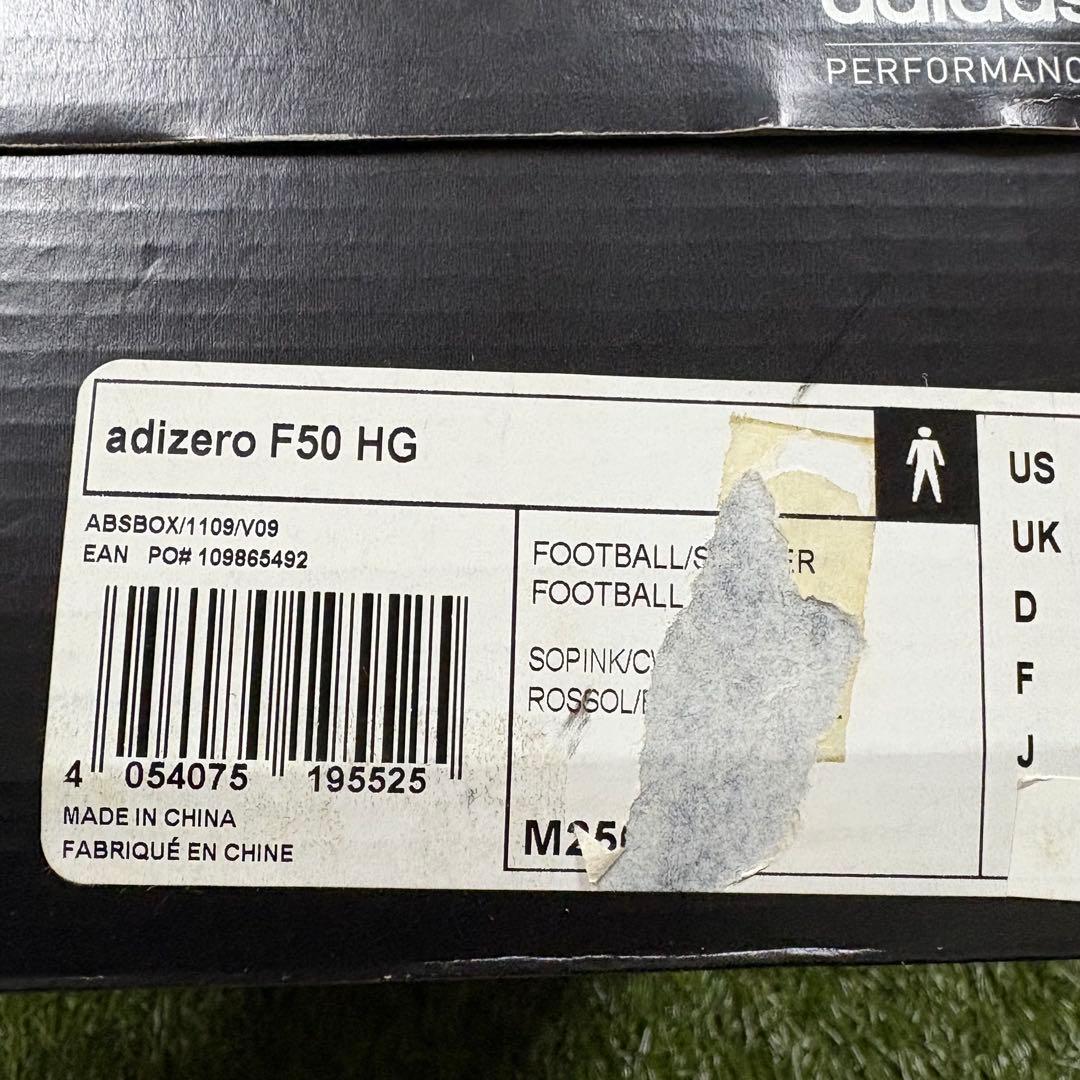 adidas
PERFORMANC
adizero F50 HG
ABSBOX/1109/V09
EAN PO# 109865492
4 054075 195525
MADE IN CHINA
FABRIQUÉ EN CHINE
FOOTBALL/S ER
FOOTBALL
SOPINK/C
ROSSOL/
M25
US
UK
D
F
J